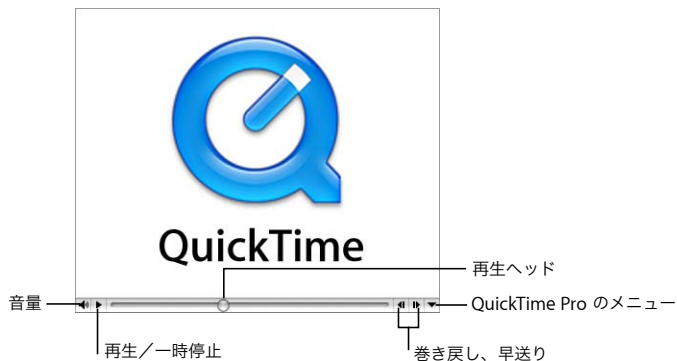 QuickTime
再生ヘッド
音量
QuickTime Pro のメニュー
再生／一時停止
巻き戻し、早送り